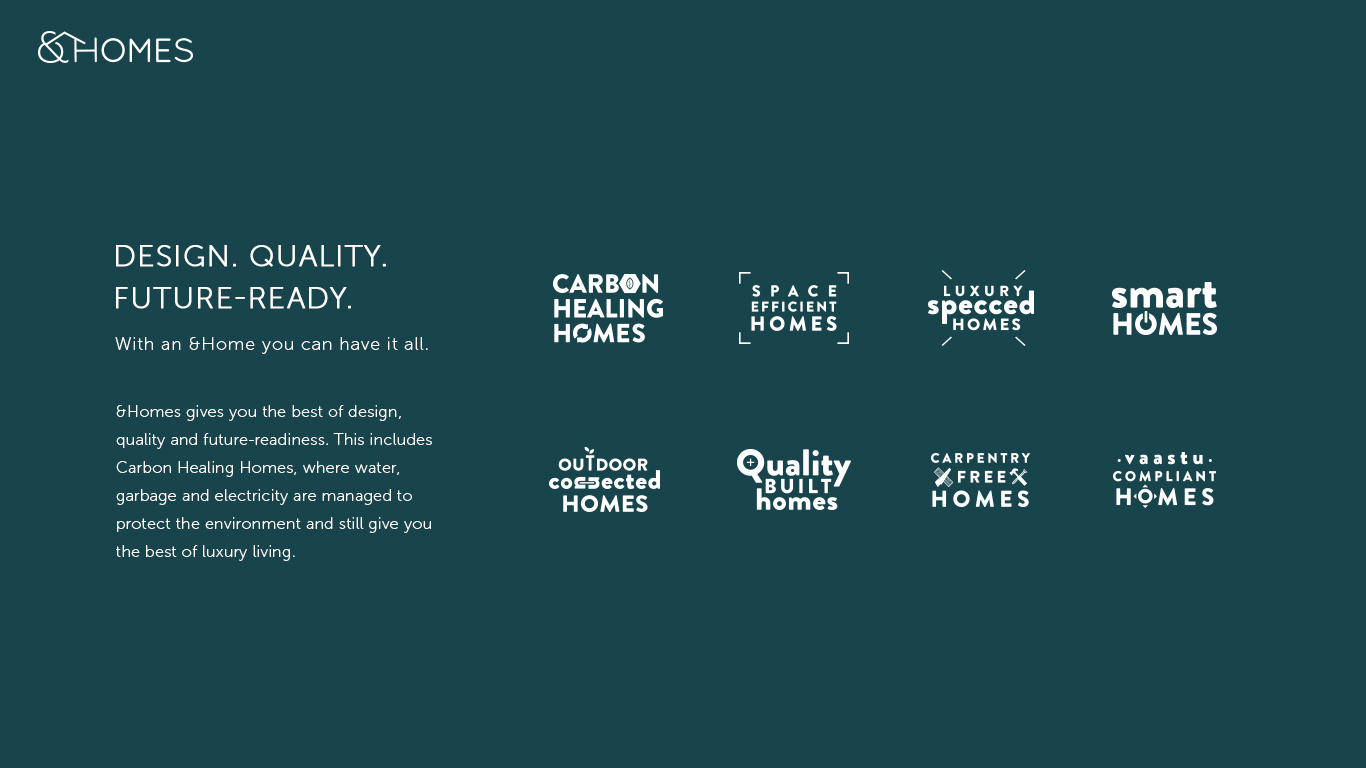 &HOMES
DESIGN. QUALITY.
FUTURE-READY.
With an &Home you can have it all.
&Homes gives you the best of design,
quality and future-readiness. This includes
Carbon Healing Homes, where water,
garbage and electricity are managed to
protect the environment and still give you
the best of luxury living.
CARBON
HEALING
HOMES
SPACE
EFFICIENT
HOMES
LUXURY
specced
HOMES
smart
HOMES
OUTDOOR
connected
HOMES
Quality
BUILT
homes
CARPENTRY
FREE
HOMES
·vaastu·
COMPLIANT
HOMES